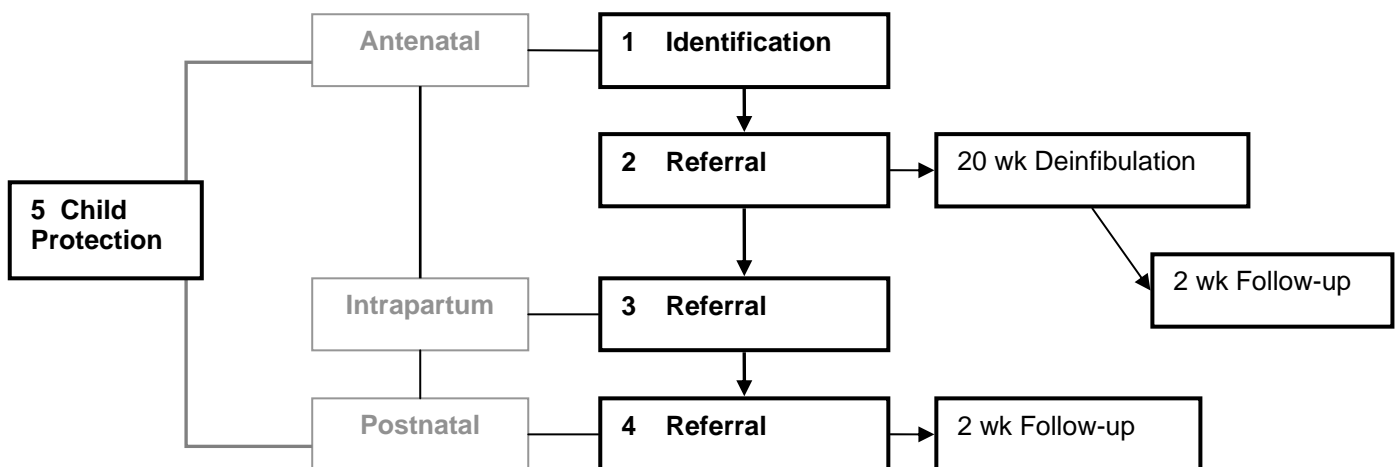 Antenatal
1 Identification
2 Referral
20 wk Deinfibulation
5 Child
Protection
2 wk Follow-up
Intrapartum
3 Referral
Postnatal
4 Referral
2 wk Follow-up